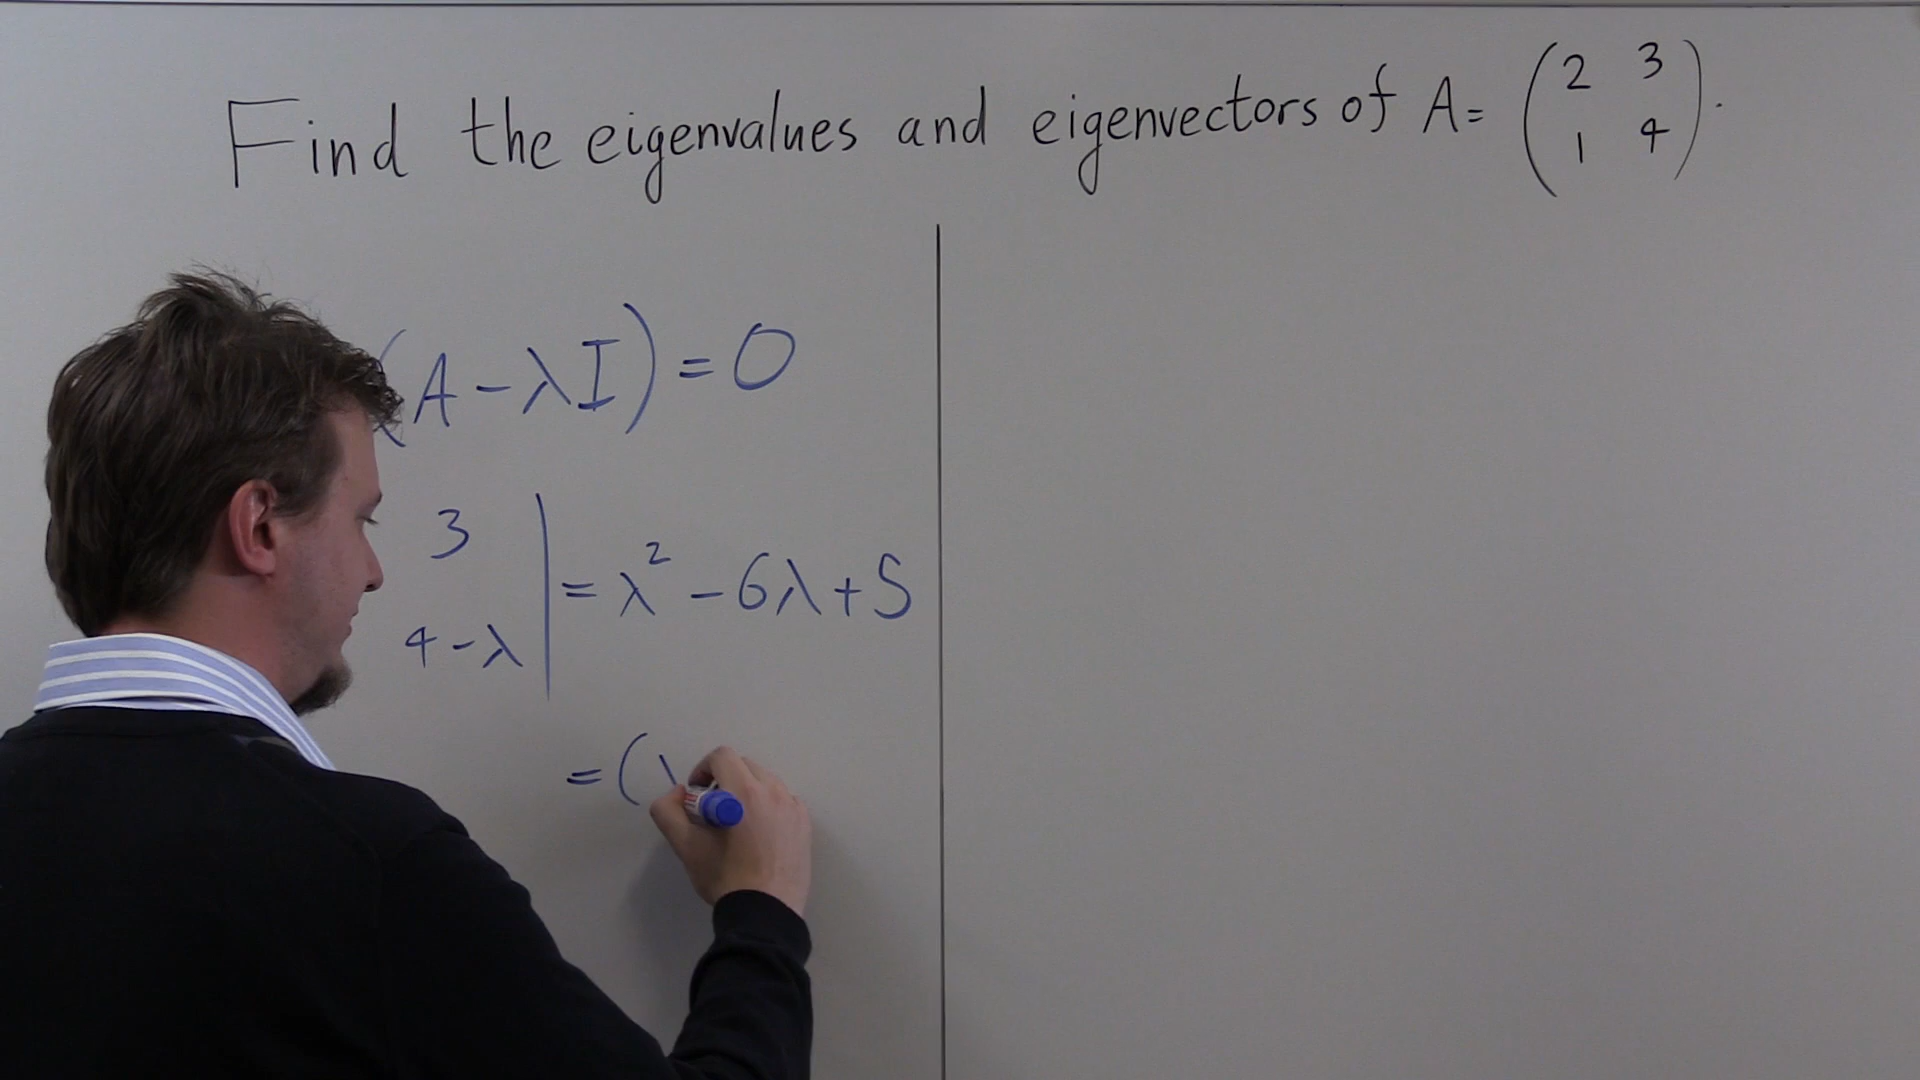 Find the eigenvalues and eigenvectors of A = (2 3
1 4).
(A - λI) = 0
3
4 - λ | = λ² - 6λ + 5
= (λ